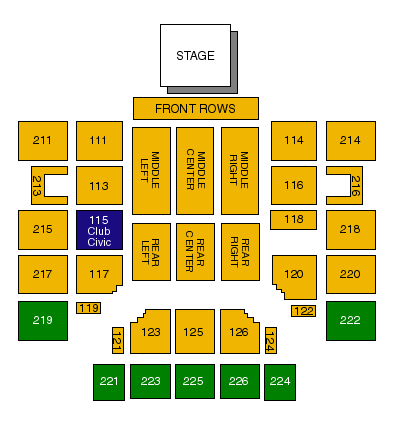 STAGE
FRONT ROWS
211
111
MIDDLE
LEFT
MIDDLE
CENTER
MIDDLE
RIGHT
114
214
213
113
116
216
215
115
Club
Civic
118
218
217
117
REAR
LEFT
REAR
CENTER
REAR
RIGHT
120
220
219
119
122
222
121
123
125
126
124
221
223
225
226
224